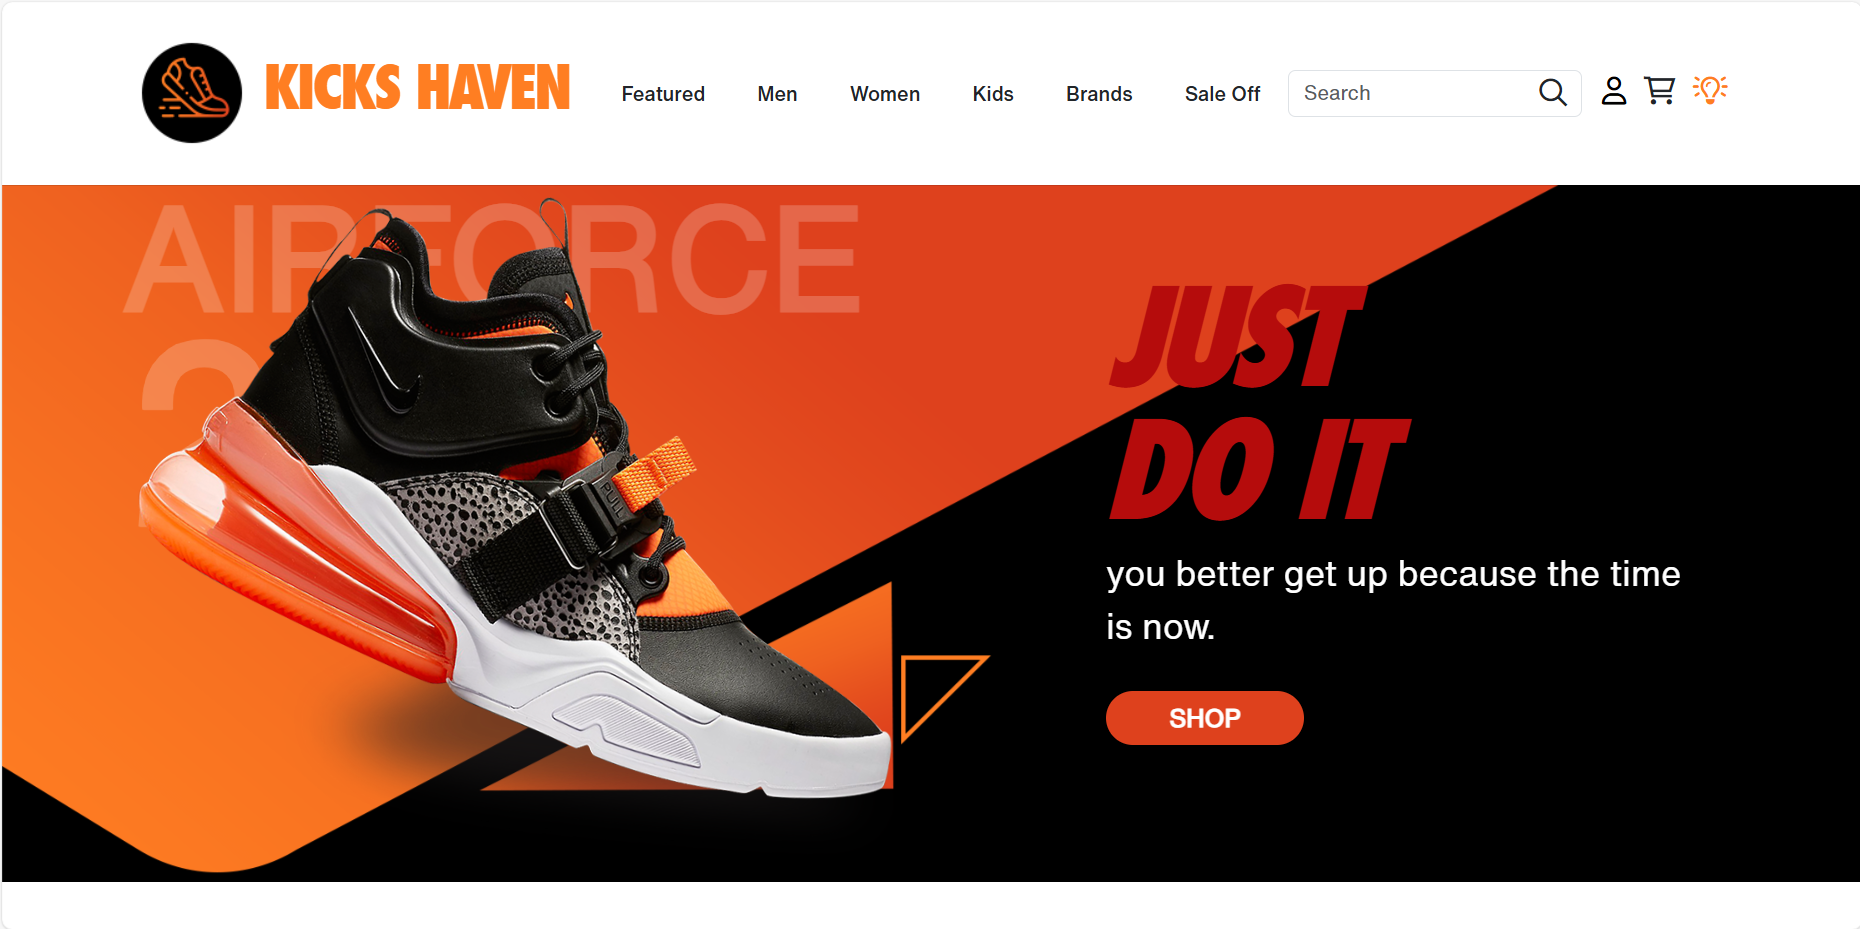 KICKS HAVEN
Featured
Men
Women
Kids
Brands
Sale Off
Search
AIRFORCE
JUST
DO IT
PULL
you better get up because the time
is now.
SHOP